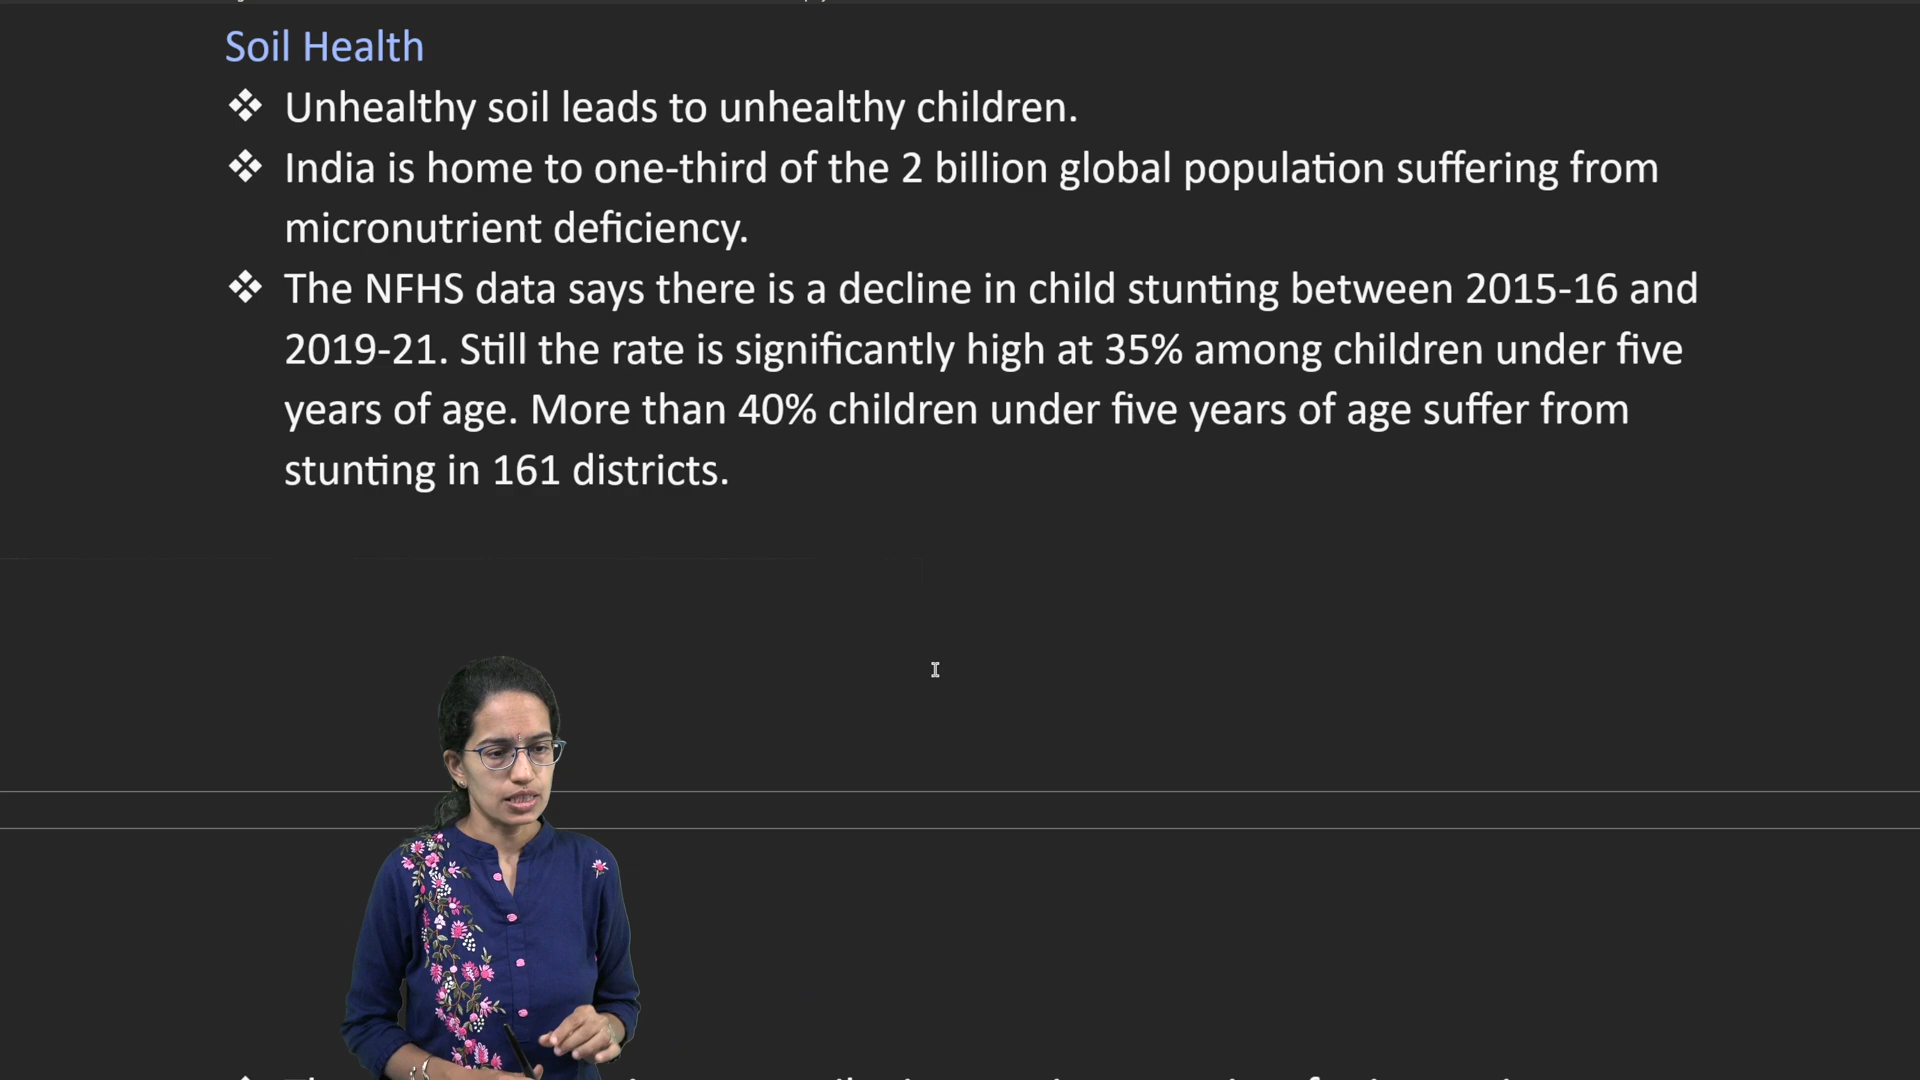 Soil Health
❖ Unhealthy soil leads to unhealthy children.
❖ India is home to one-third of the 2 billion global population suffering from
micronutrient deficiency.
❖ The NFHS data says there is a decline in child stunting between 2015-16 and
2019-21. Still the rate is significantly high at 35% among children under five
years of age. More than 40% children under five years of age suffer from
stunting in 161 districts.